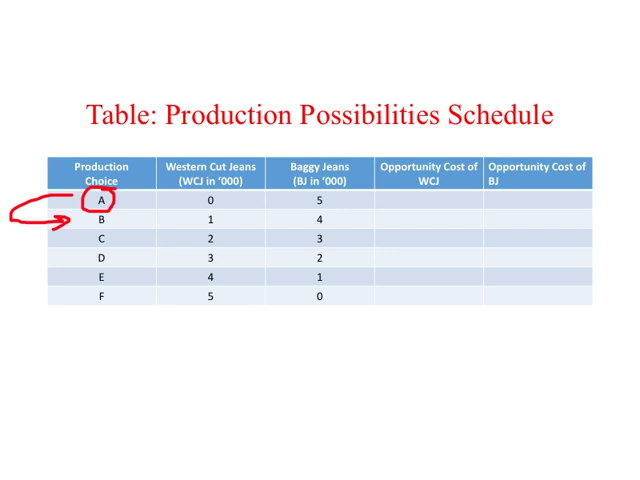 Table: Production Possibilities Schedule
Production Choice Western Cut Jeans (WCJ in ‘000) Baggy Jeans (BJ in ‘000) Opportunity Cost of WCJ Opportunity Cost of BJ
A 0 5
B 1 4
C 2 3
D 3 2
E 4 1
F 5 0